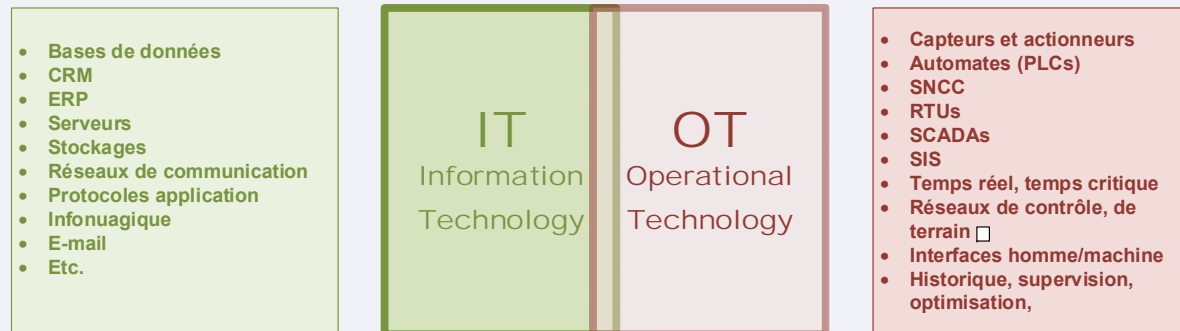 • Bases de données
• CRM
• ERP
• Serveurs
• Stockages
• Réseaux de communication
• Protocoles application
• Infonuagique
• E-mail
• Etc.
IT
Information
Technology
OT
Operational
Technology
• Capteurs et actionneurs
• Automates (PLCs)
• SNCC
• RTUs
• SCADAs
• SIS
• Temps réel, temps critique
• Réseaux de contrôle, de
terrain □
• Interfaces homme/machine
• Historique, supervision,
optimisation,